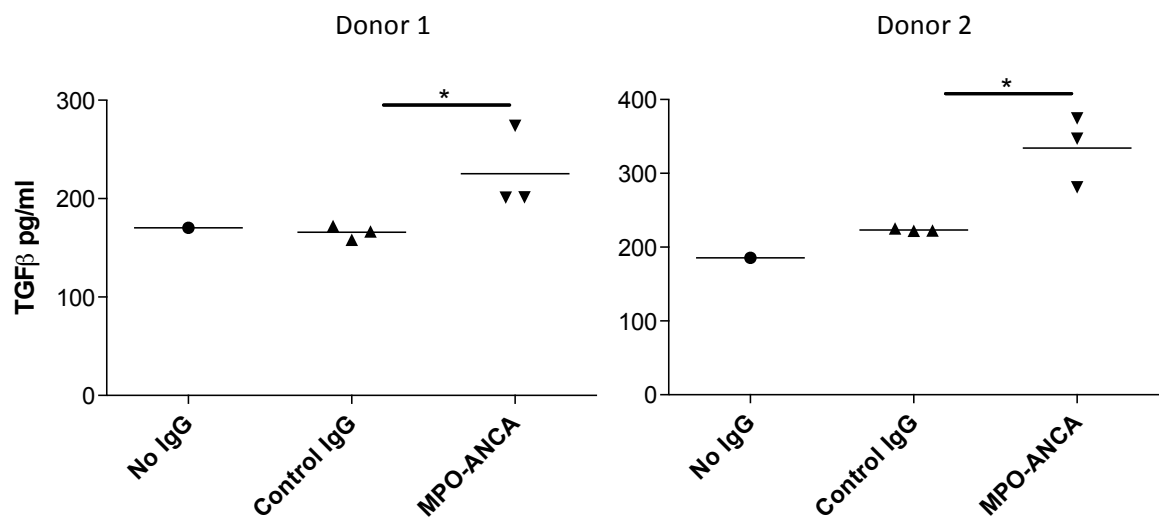 Donor 1
*
300
200
100
0
TGFβ pg/ml
No IgG
Control IgG
MPO-ANCA
Donor 2
*
400
300
200
100
0
No IgG
Control IgG
MPO-ANCA